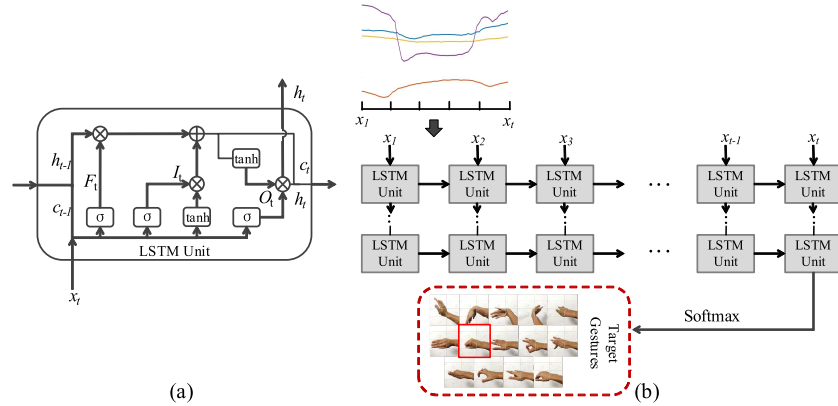 h_t
h_{t-1}
F_t
I_t
tanh
c_t
c_{t-1}
O_t
h_t
σ
σ
tanh
σ
LSTM Unit
x_t
(a)
x_1
x_t
x_1
x_2
x_3
x_{t-1}
x_t
LSTM
Unit
LSTM
Unit
LSTM
Unit
...
LSTM
Unit
LSTM
Unit
LSTM
Unit
LSTM
Unit
LSTM
Unit
...
LSTM
Unit
LSTM
Unit
Softmax
Target
Gestures
(b)